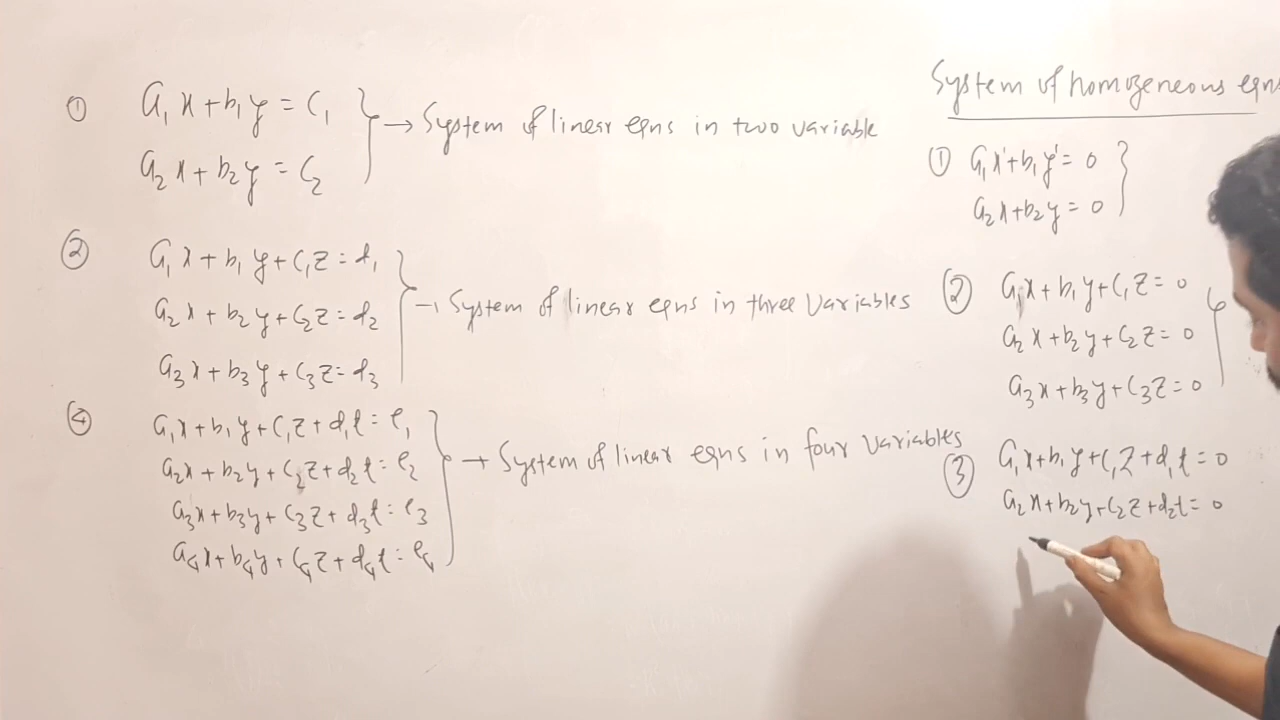 ① a₁x+b₁y = c₁
a₂x+b₂y = c₂
→ System of linear eqns in two variable
② a₁x+b₁y+c₁z = d₁
a₂x+b₂y+c₂z = d₂
a₃x+b₃y+c₃z = d₃
→ System of linear eqns in three variables
④ a₁x+b₁y+c₁z+d₁t = e₁
a₂x+b₂y+c₂z+d₂t = e₂
a₃x+b₃y+c₃z+d₃t = e₃
a₄x+b₄y+c₄z+d₄t = e₄
→ System of linear eqns in four variables
System of homogeneous eqns
① a₁x'+b₁y' = 0
a₂x+b₂y = 0
② a₁x+b₁y+c₁z = 0
a₂x+b₂y+c₂z = 0
a₃x+b₃y+c₃z = 0
③ a₁x+b₁y+c₁z+d₁t = 0
a₂x+b₂y+c₂z+d₂t = 0